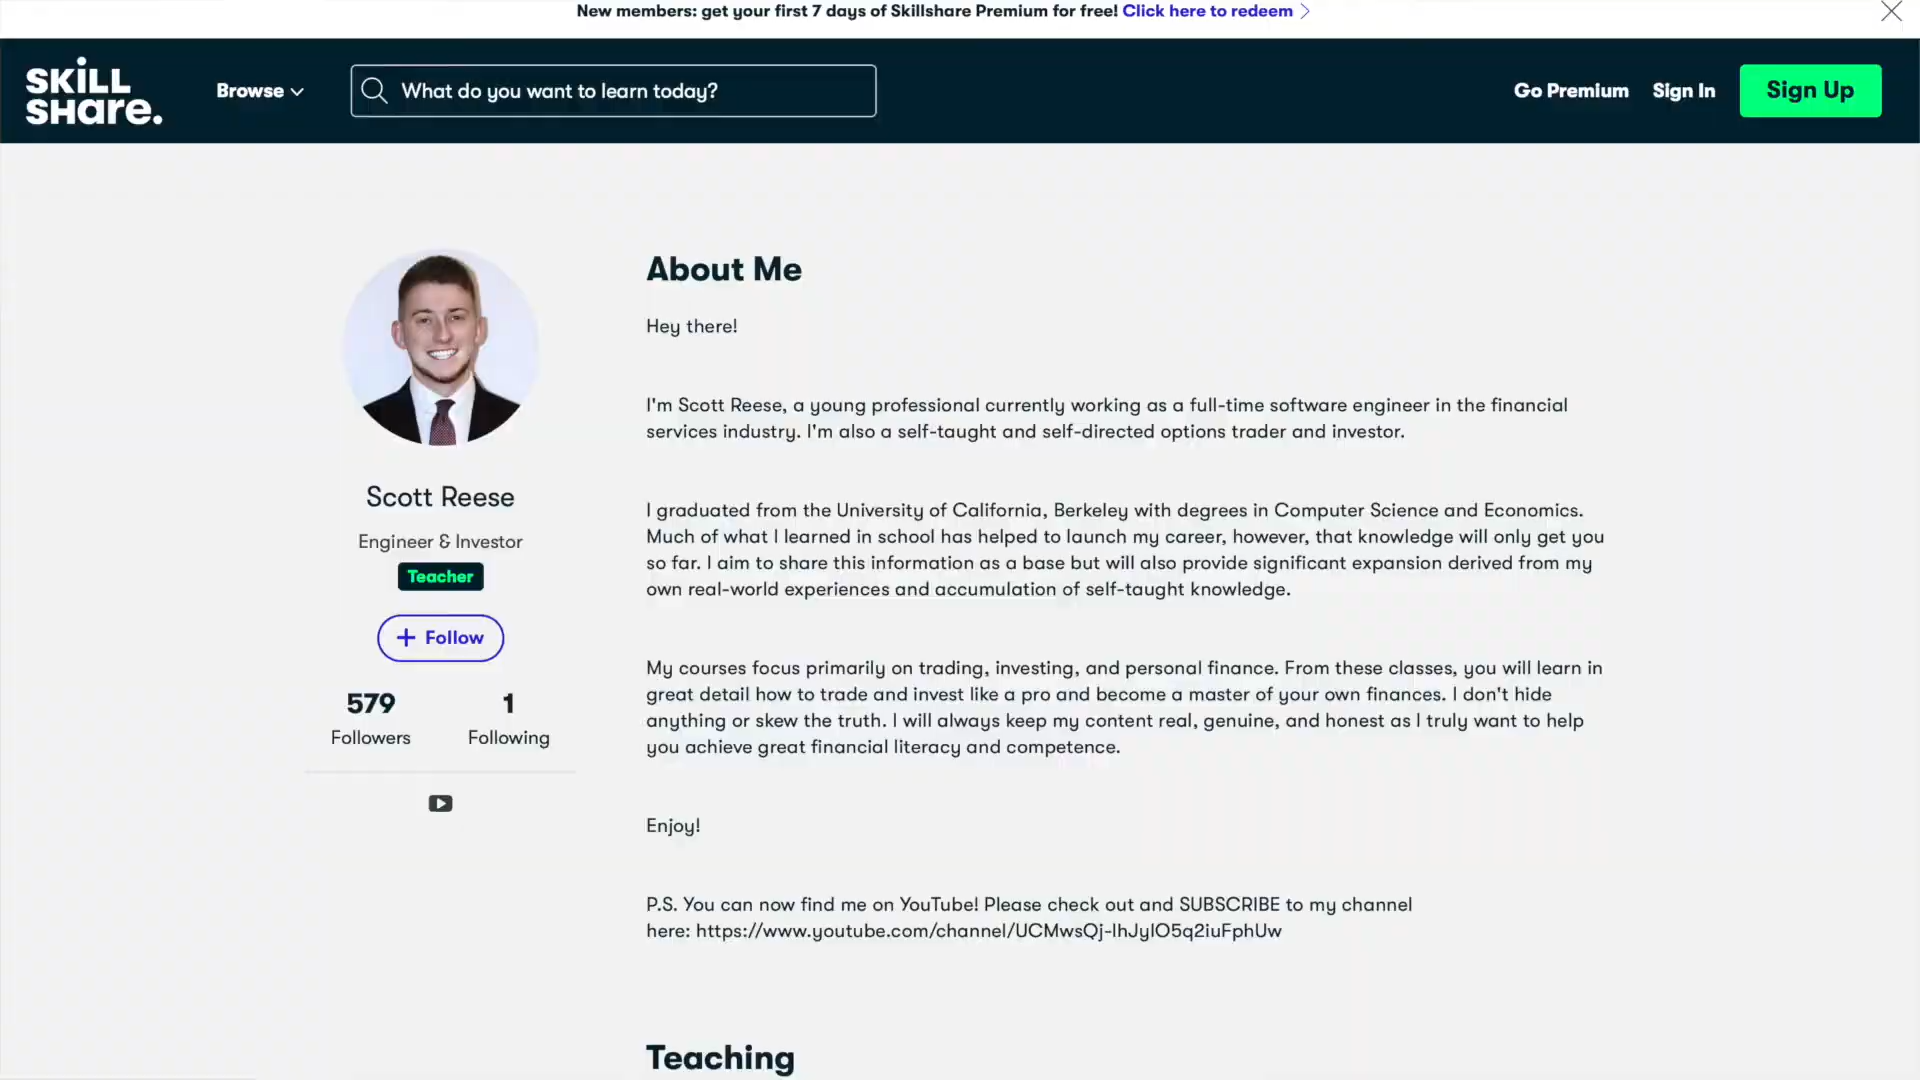 New members: get your first 7 days of Skillshare Premium for free! Click here to redeem
SKiLL
SHare.
Browse
What do you want to learn today?
Go Premium
Sign In
Sign Up
Scott Reese
Engineer & Investor
Teacher
+ Follow
579
Followers
1
Following
About Me
Hey there!
I'm Scott Reese, a young professional currently working as a full-time software engineer in the financial
services industry. I'm also a self-taught and self-directed options trader and investor.
I graduated from the University of California, Berkeley with degrees in Computer Science and Economics.
Much of what I learned in school has helped to launch my career, however, that knowledge will only get you
so far. I aim to share this information as a base but will also provide significant expansion derived from my
own real-world experiences and accumulation of self-taught knowledge.
My courses focus primarily on trading, investing, and personal finance. From these classes, you will learn in
great detail how to trade and invest like a pro and become a master of your own finances. I don't hide
anything or skew the truth. I will always keep my content real, genuine, and honest as I truly want to help
you achieve great financial literacy and competence.
Enjoy!
P.S. You can now find me on YouTube! Please check out and SUBSCRIBE to my channel
here: https://www.youtube.com/channel/UCMwsQj-lhJylO5q2iuFphUw
Teaching